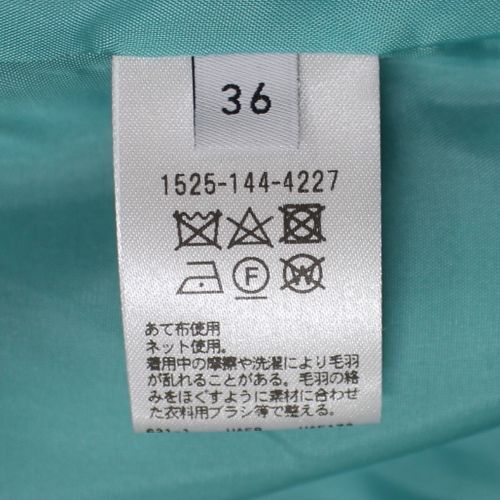 36
1525-144-4227
F
W
あて布使用
ネット使用。
着用中の摩擦や洗濯により毛羽
が乱れることがある。毛羽の絡
みをほぐすように素材に合わせ
た衣料用ブラシ等で整える。